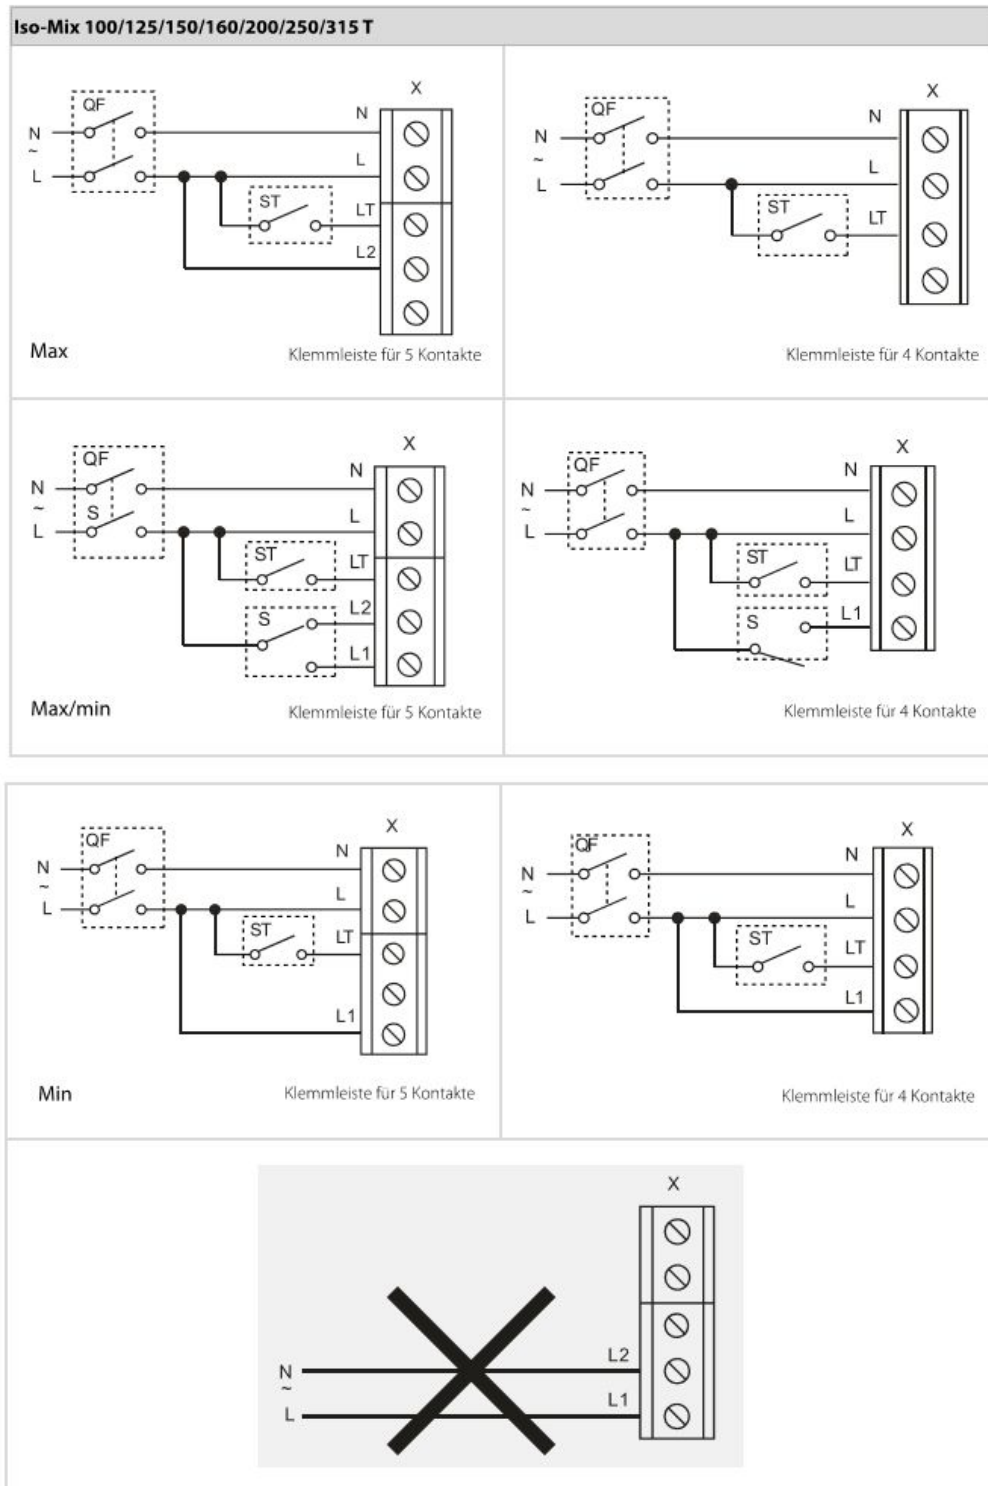 Iso-Mix 100/125/150/160/200/250/315 T
QF
X
N
N
~
L
L
ST
LT
L2
Max
Klemmleiste für 5 Kontakte
QF
X
N
N
~
L
L
ST
LT
Klemmleiste für 4 Kontakte
QF
X
N
N
~
S
L
L
ST
LT
S
L2
L1
Max/min
Klemmleiste für 5 Kontakte
QF
X
N
N
~
L
L
ST
LT
S
L1
Klemmleiste für 4 Kontakte
QF
X
N
N
~
L
L
ST
LT
L1
Min
Klemmleiste für 5 Kontakte
QF
X
N
N
~
L
L
ST
LT
L1
Klemmleiste für 4 Kontakte
X
L2
N
~
L1
L